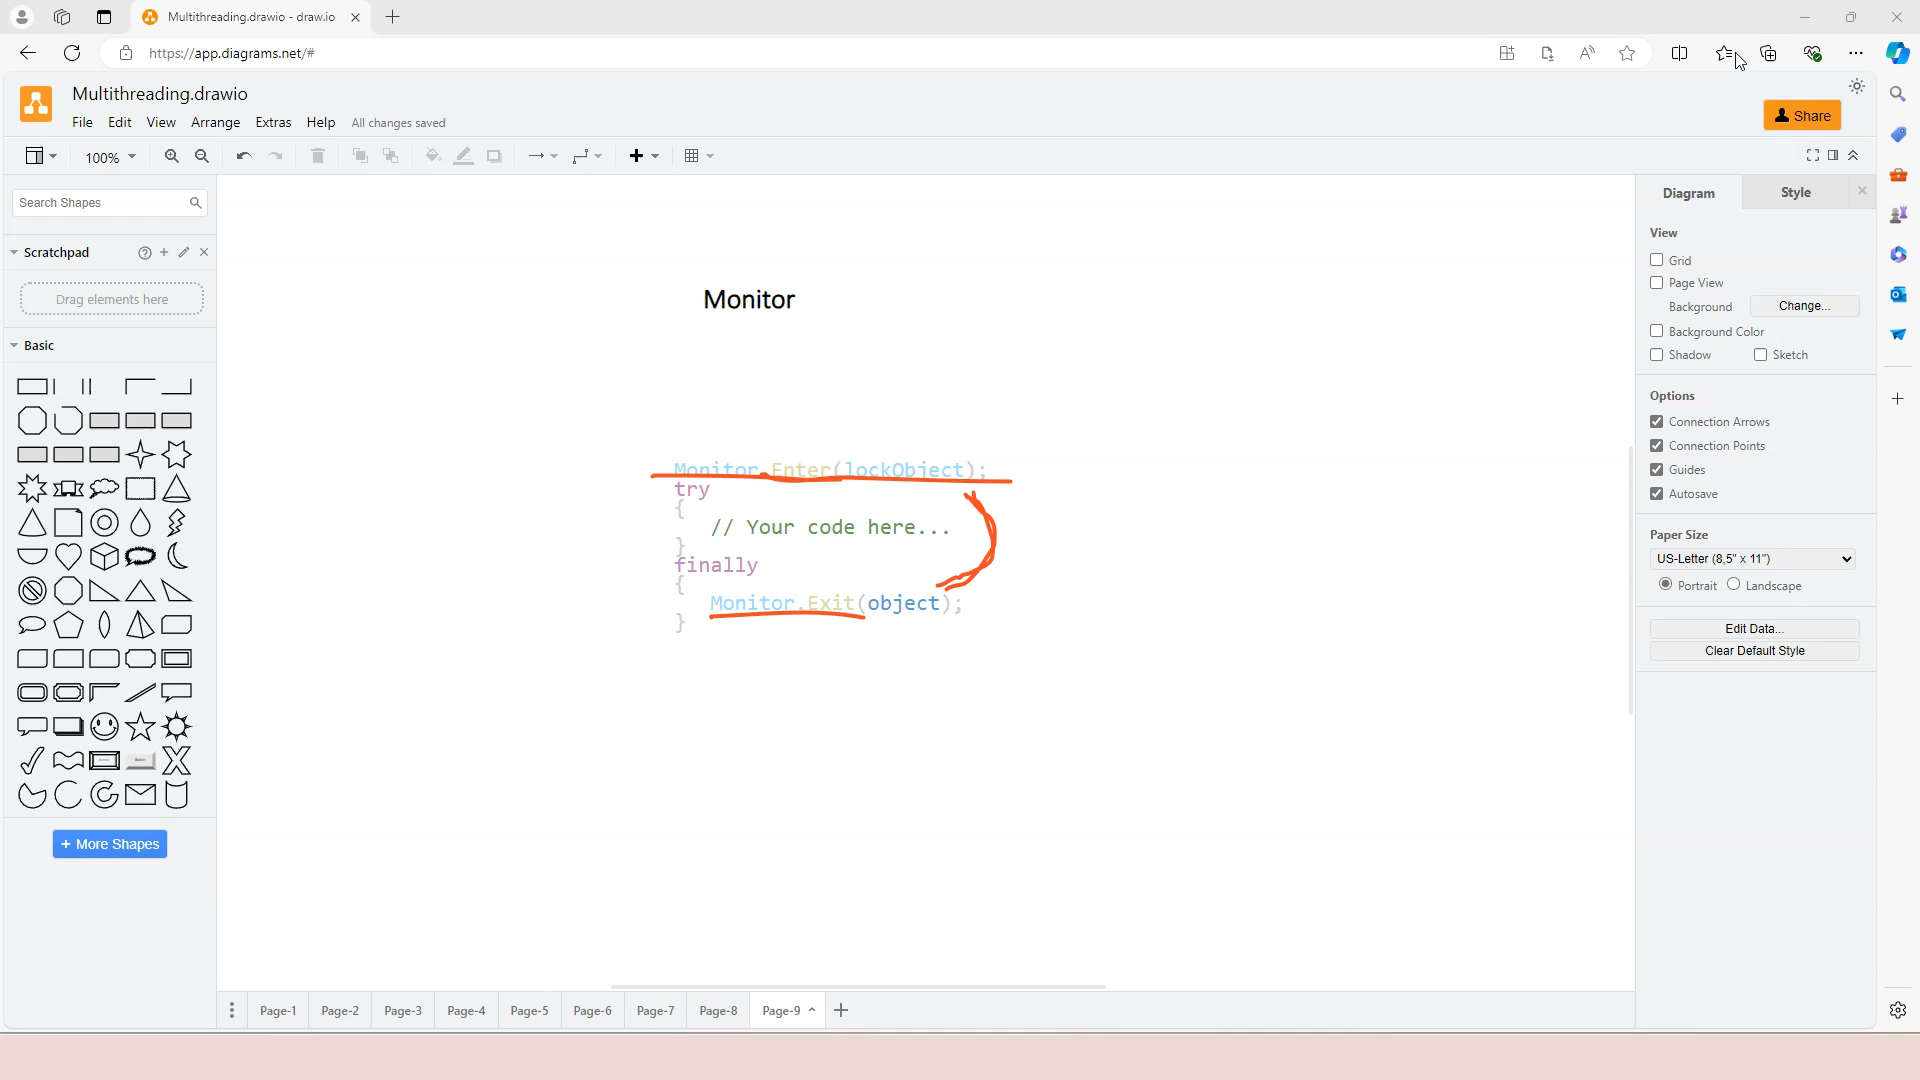 Multithreading.drawio - draw.io
https://app.diagrams.net/#
Multithreading.drawio
File Edit View Arrange Extras Help All changes saved
Share
100%
Search Shapes
Diagram
Style
Scratchpad
Drag elements here
Basic
More Shapes
Monitor
Monitor.Enter(lockObject);
try
{
// Your code here...
}
finally
{
Monitor.Exit(object);
}
View
Grid
Page View
Background
Change...
Background Color
Shadow
Sketch
Options
Connection Arrows
Connection Points
Guides
Autosave
Paper Size
US-Letter (8,5" x 11")
Portrait
Landscape
Edit Data...
Clear Default Style
Page-1 Page-2 Page-3 Page-4 Page-5 Page-6 Page-7 Page-8 Page-9